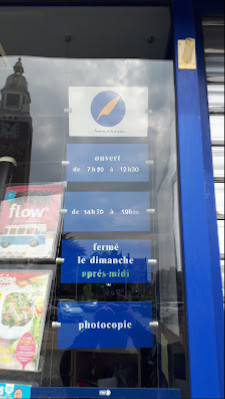 ouvert
de 7h30 à 12h30
de 14h30 à 19h00
fermé
le dimanche
après-midi
photocopie
flow